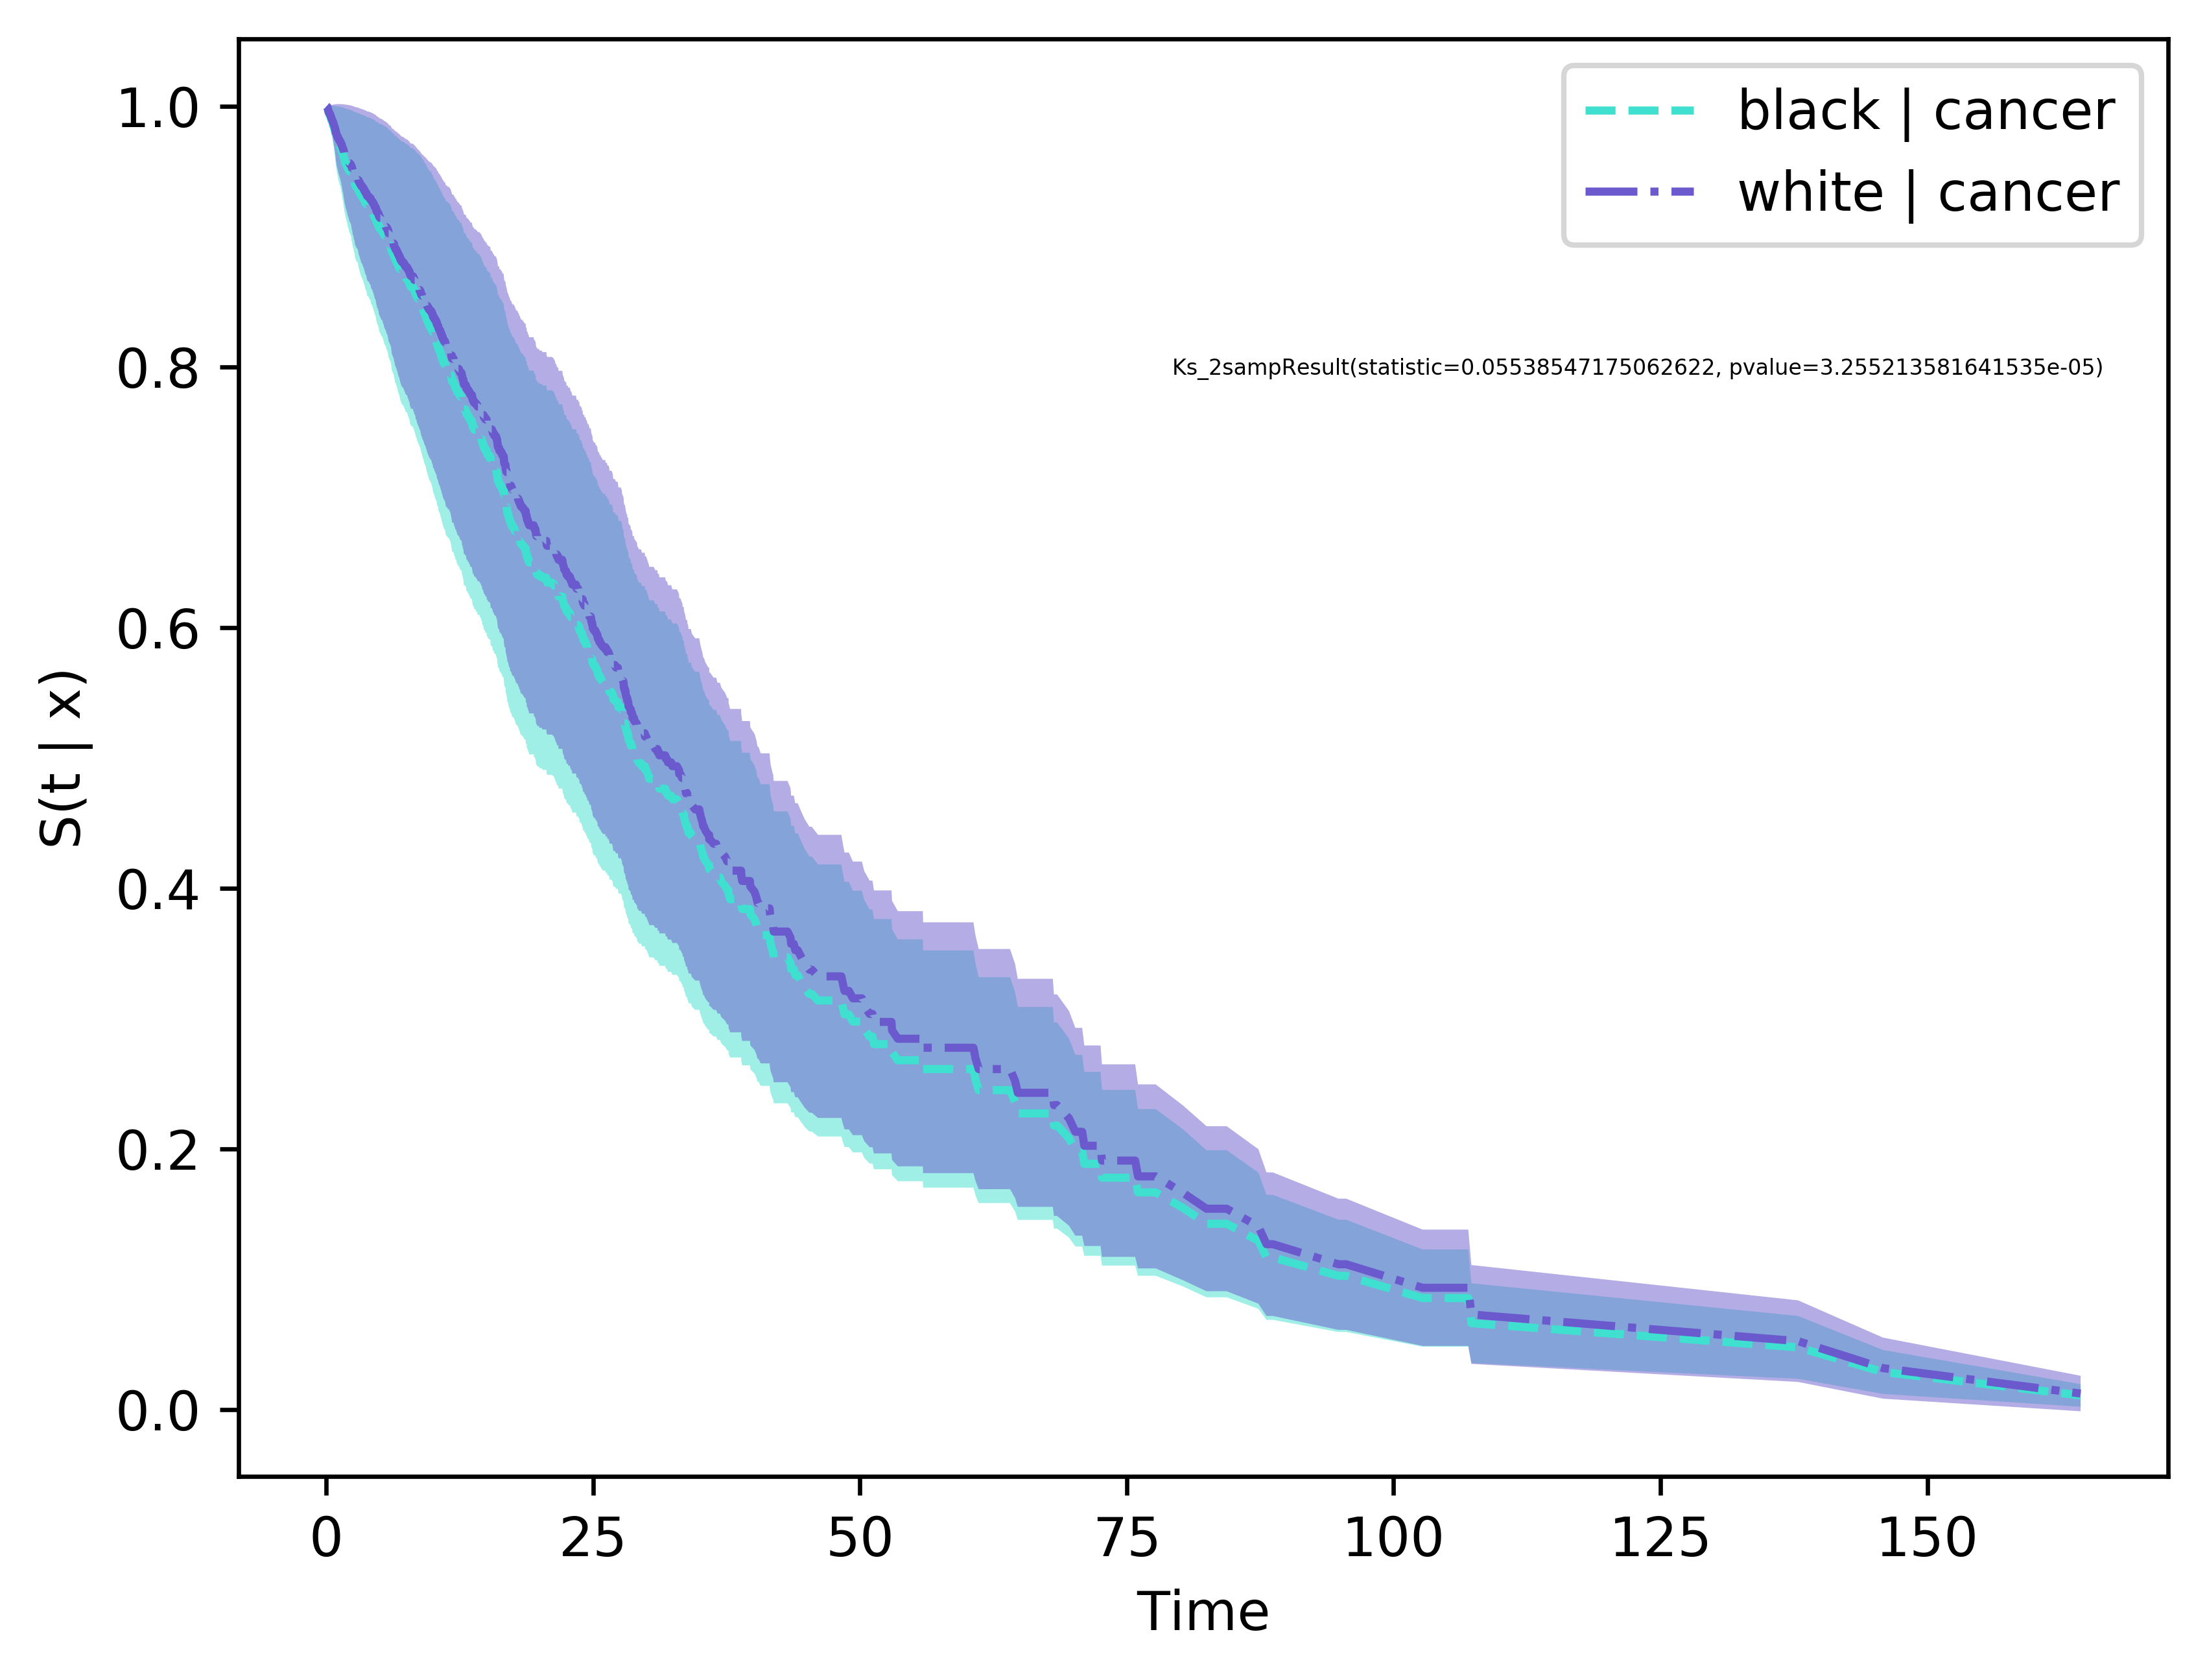 black | cancer
white | cancer
Ks_2sampResult(statistic=0.05538547175062622, pvalue=3.255213581641535e-05)
1.0
0.8
0.6
0.4
0.2
0.0
S(t | x)
0 25 50 75 100 125 150
Time